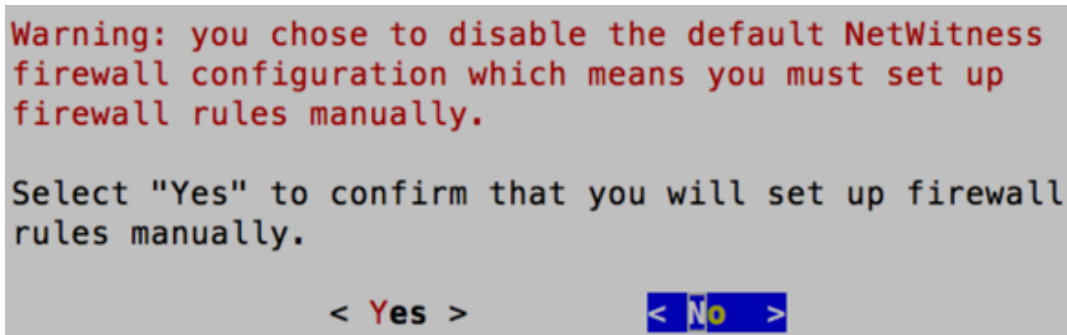 Warning: you chose to disable the default NetWitness
firewall configuration which means you must set up
firewall rules manually.
Select "Yes" to confirm that you will set up firewall
rules manually.
< Yes > < No >